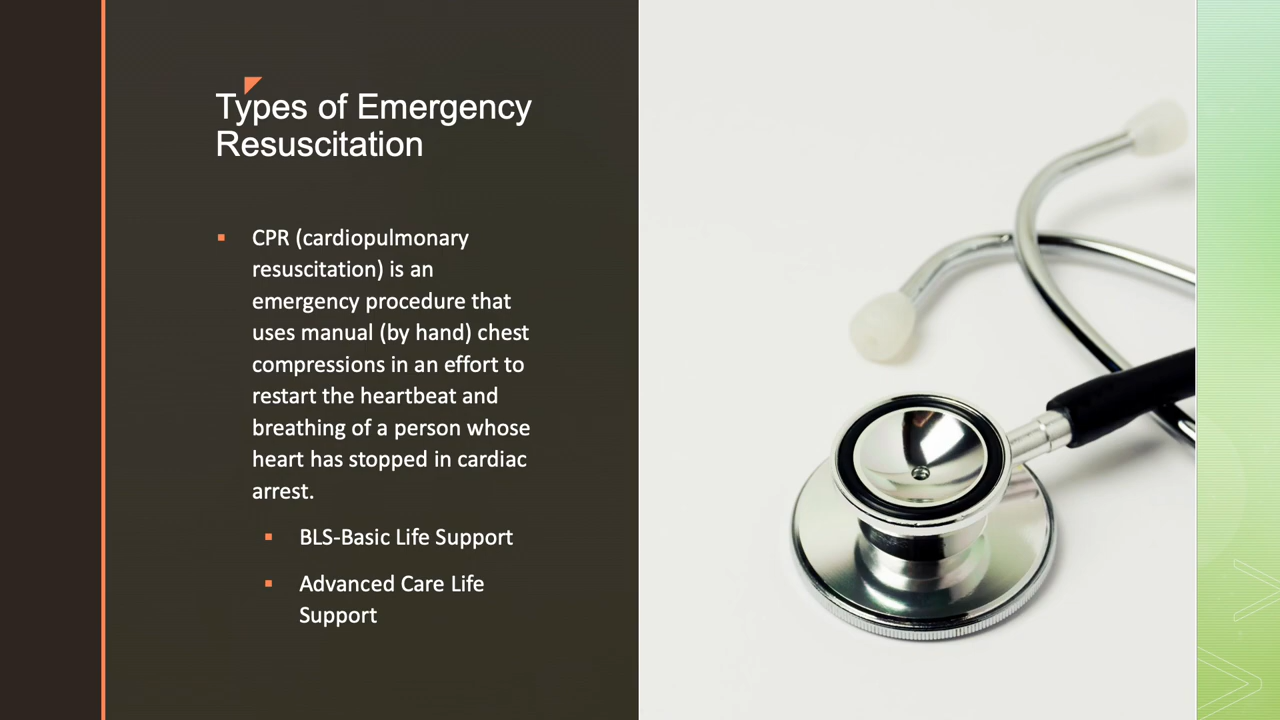 Types of Emergency
Resuscitation
CPR (cardiopulmonary
resuscitation) is an
emergency procedure that
uses manual (by hand) chest
compressions in an effort to
restart the heartbeat and
breathing of a person whose
heart has stopped in cardiac
arrest.
BLS-Basic Life Support
Advanced Care Life
Support